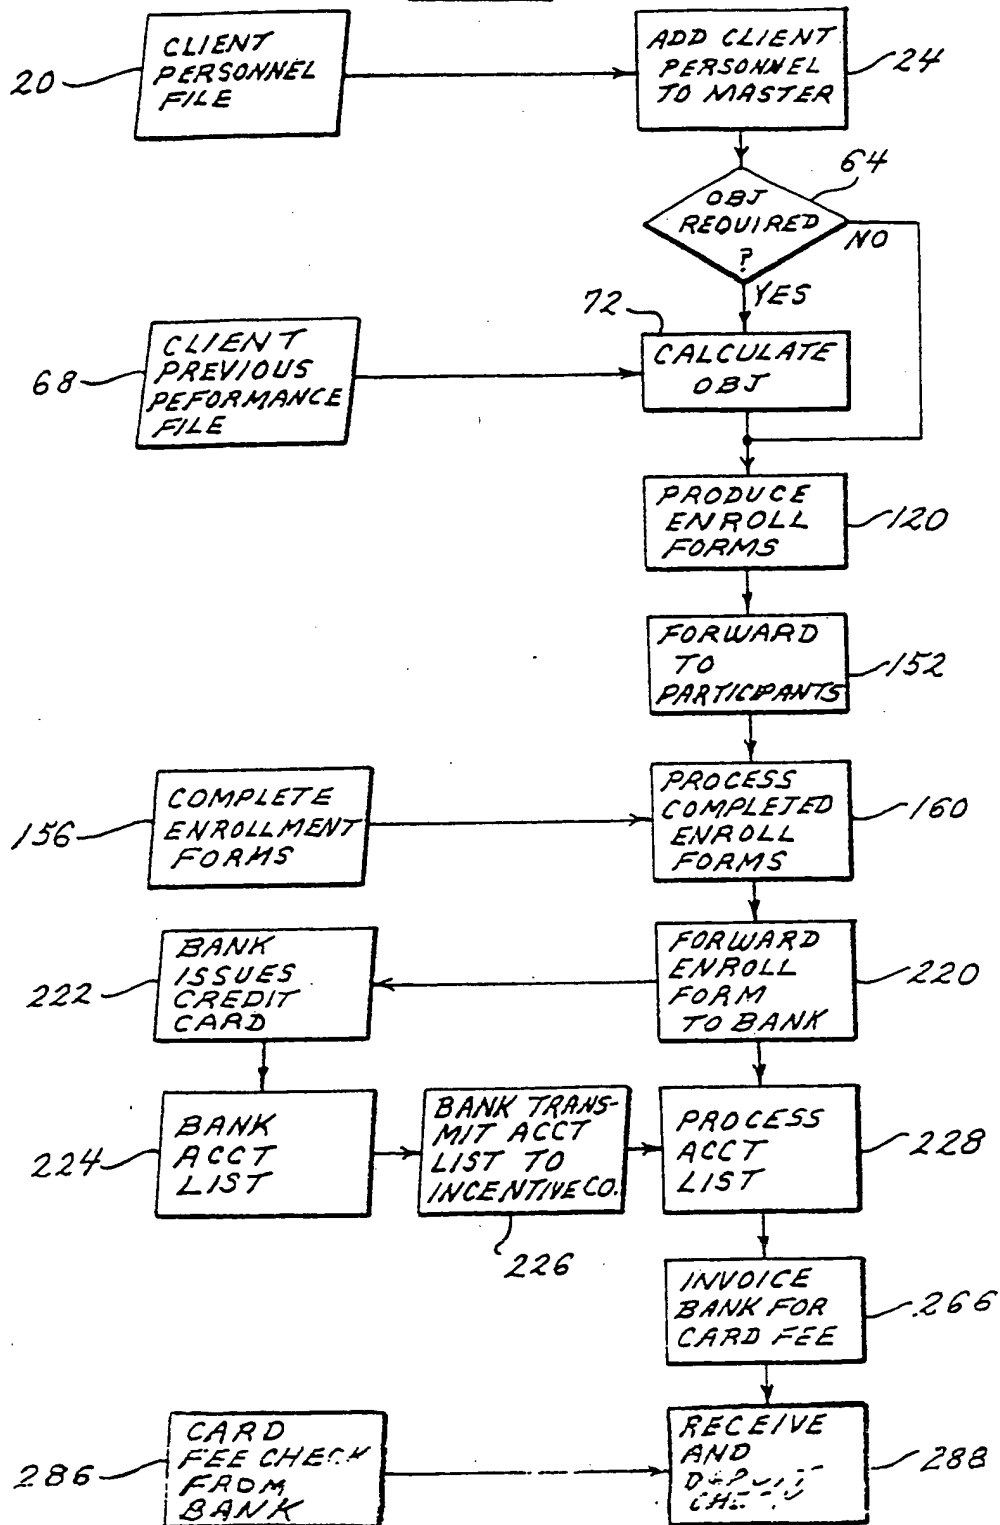 CLIENT
PERSONNEL
FILE
20
ADD CLIENT
PERSONNEL
TO MASTER
24
OBJ
REQUIRED
?
64
NO
YES
CLIENT
PREVIOUS
PEFORMANCE
FILE
68
72
CALCULATE
OBJ
PRODUCE
ENROLL
FORMS
120
FORWARD
TO
PARTICIPANTS
152
COMPLETE
ENROLLMENT
FORMS
156
PROCESS
COMPLETED
ENROLL
FORMS
160
BANK
ISSUES
CREDIT
CARD
222
FORWARD
ENROLL
FORM
TO BANK
220
BANK
ACCT
LIST
224
BANK TRANS-
MIT ACCT
LIST TO
INCENTIVE CO.
226
PROCESS
ACCT
LIST
228
INVOICE
BANK FOR
CARD FEE
266
CARD
FEE CHECK
FROM
BANK
286
RECEIVE
AND
288